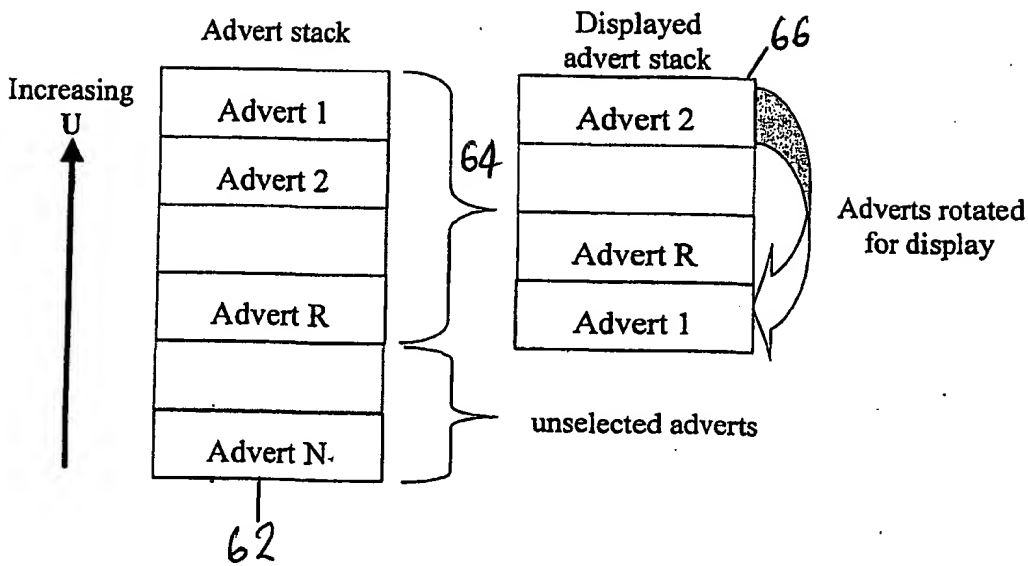 Advert stack
Displayed
advert stack
66
Increasing
U
Advert 1
Advert 2
Advert R
Advert N
62
64
unselected adverts
Advert 2
Advert R
Advert 1
Adverts rotated
for display